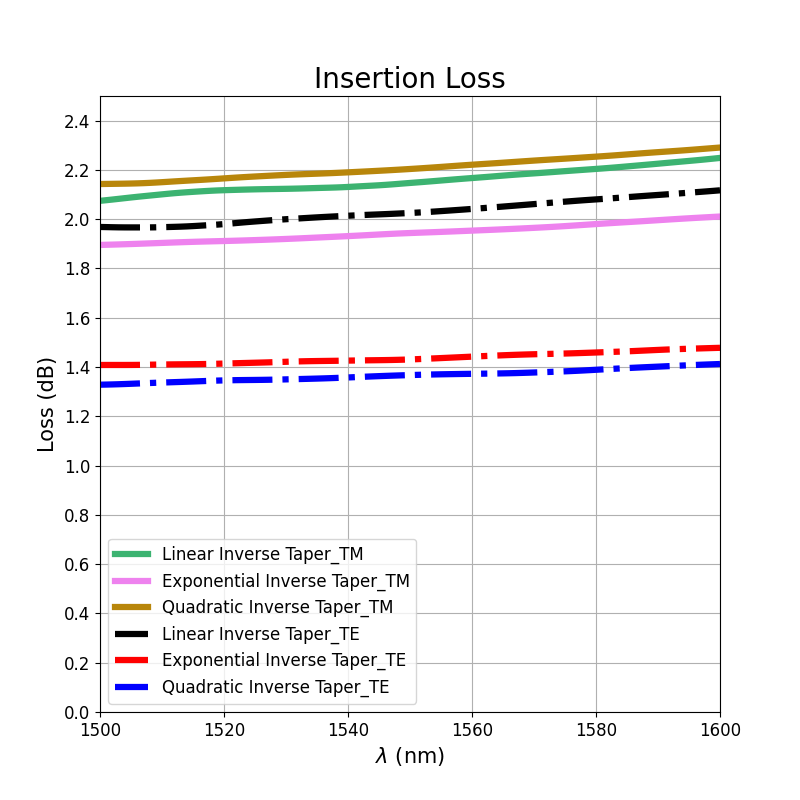 Insertion Loss
Loss (dB)
2.4
2.2
2.0
1.8
1.6
1.4
1.2
1.0
0.8
0.6
0.4
0.2
0.0
Linear Inverse Taper_TM
Exponential Inverse Taper_TM
Quadratic Inverse Taper_TM
Linear Inverse Taper_TE
Exponential Inverse Taper_TE
Quadratic Inverse Taper_TE
1500 1520 1540 1560 1580 1600
λ (nm)